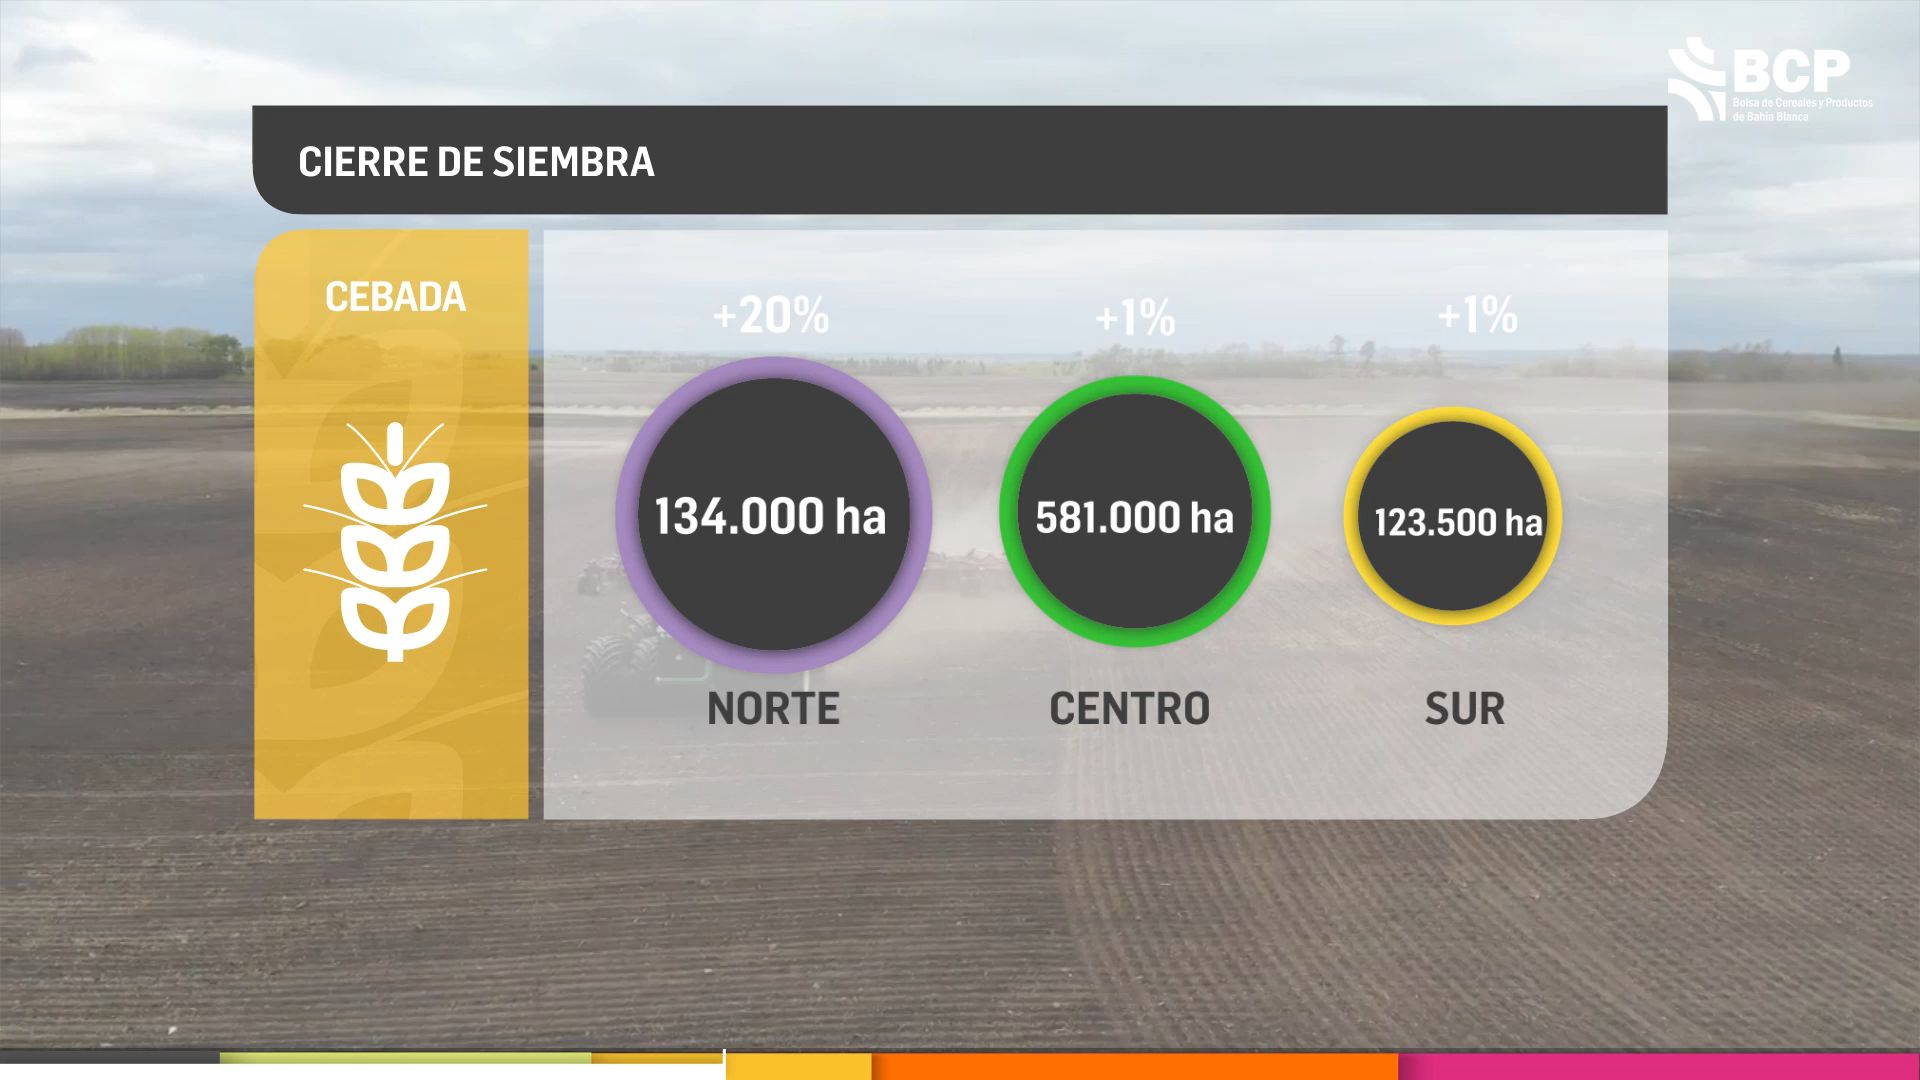 BCP
Bolsa de Cereales y Productos
de Bahía Blanca
CIERRE DE SIEMBRA
CEBADA
+20%
+1%
+1%
134.000 ha
581.000 ha
123.500 ha
NORTE
CENTRO
SUR